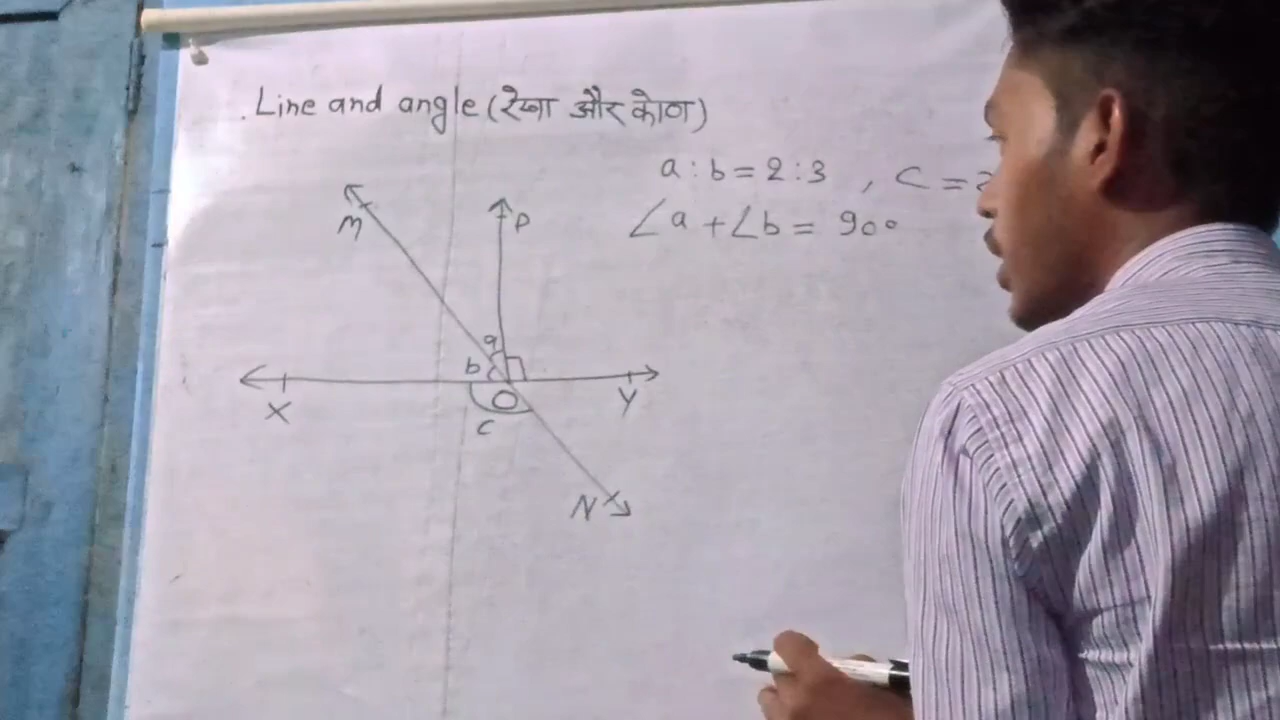 Line and angle (रेखा और कोण)
a : b = 2 : 3 , C =
∠a + ∠b = 90°
M
P
a
b
X
O
Y
C
N